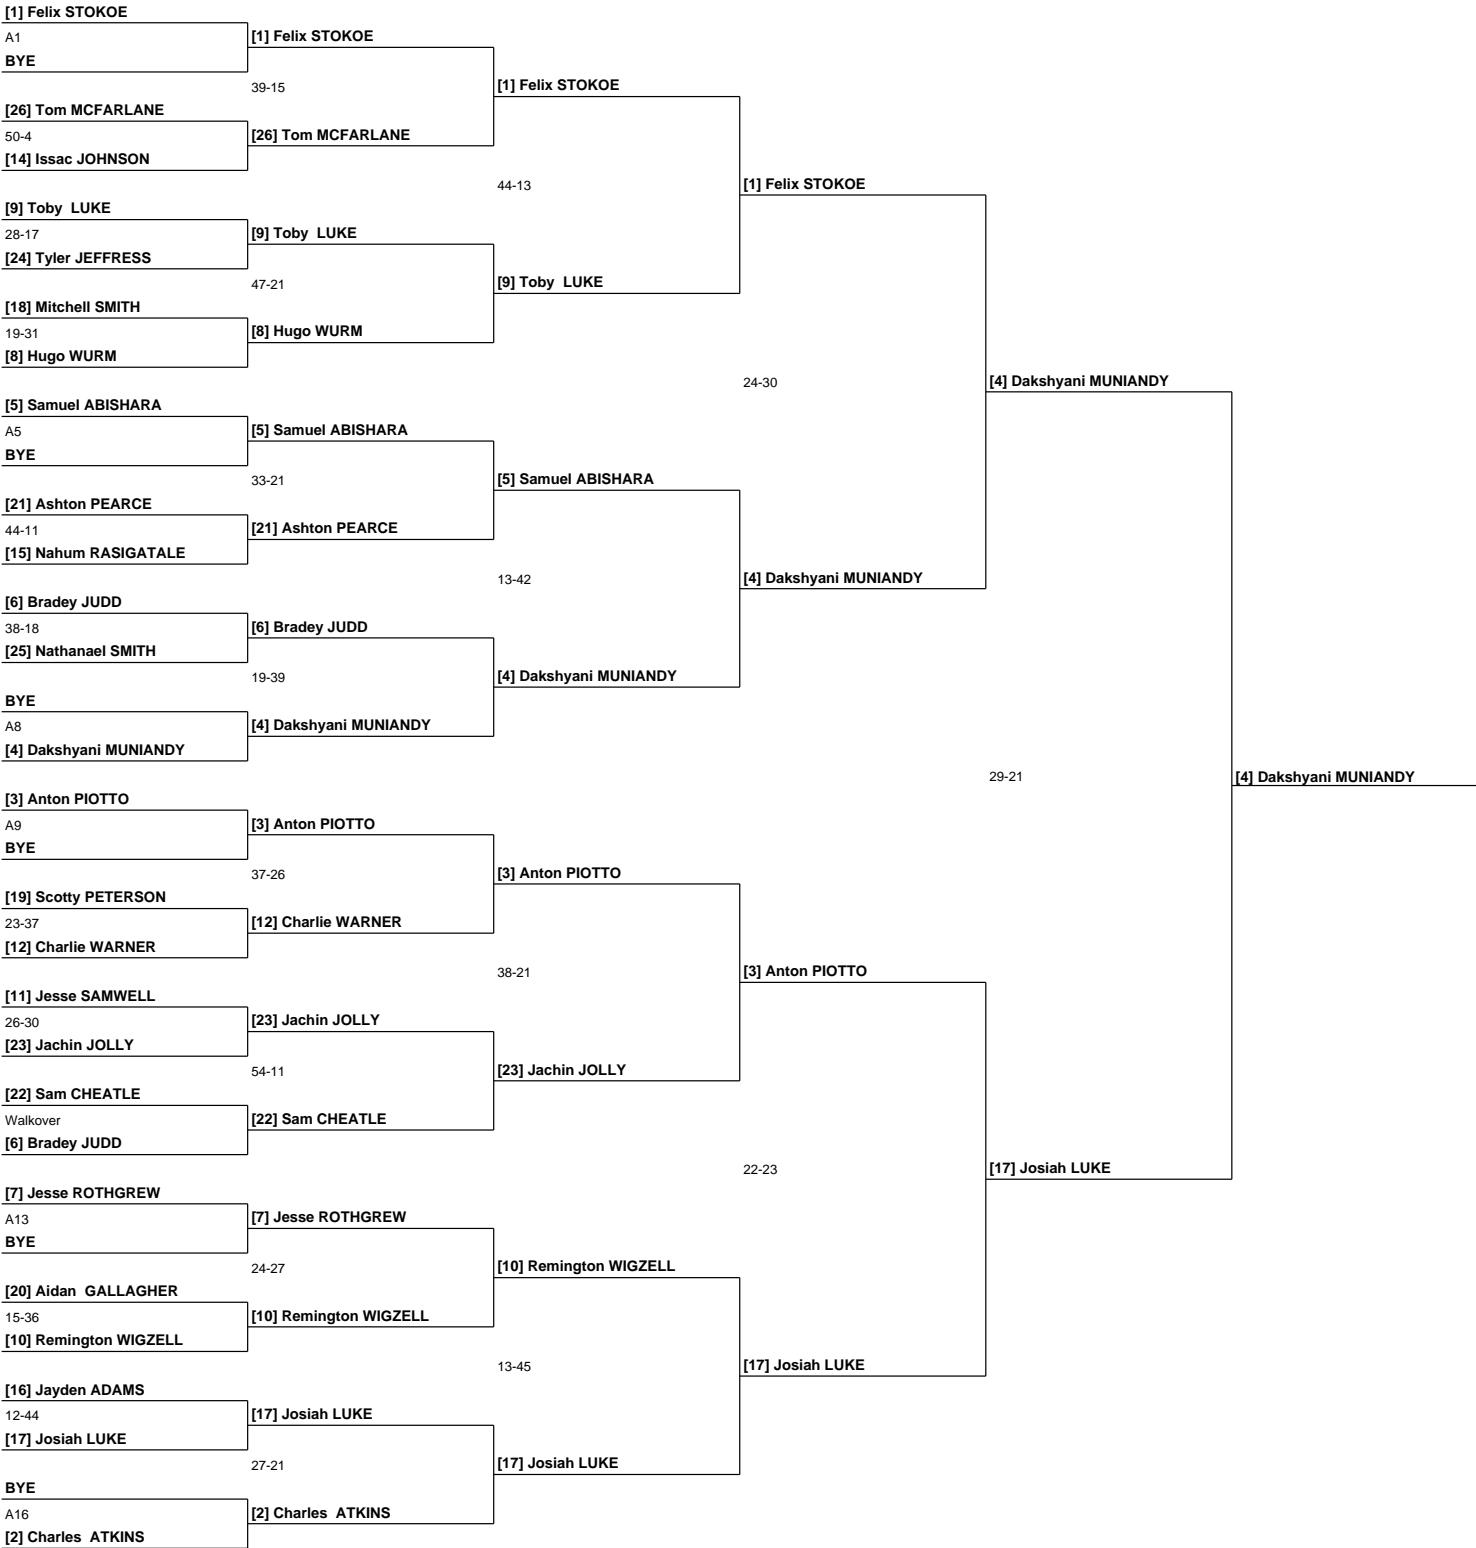 [1] Felix STOKOE
A1
BYE
[26] Tom MCFARLANE
50-4
[14] Issac JOHNSON
[9] Toby  LUKE
28-17
[24] Tyler JEFFRESS
[18] Mitchell SMITH
19-31
[8] Hugo WURM
[5] Samuel ABISHARA
A5
BYE
[21] Ashton PEARCE
44-11
[15] Nahum RASIGATALE
[6] Bradey JUDD
38-18
[25] Nathanael SMITH
BYE
A8
[4] Dakshyani MUNIANDY
[3] Anton PIOTTO
A9
BYE
[19] Scotty PETERSON
23-37
[12] Charlie WARNER
[11] Jesse SAMWELL
26-30
[23] Jachin JOLLY
[22] Sam CHEATLE
Walkover
[6] Bradey JUDD
[7] Jesse ROTHGREW
A13
BYE
[20] Aidan  GALLAGHER
15-36
[10] Remington WIGZELL
[16] Jayden ADAMS
12-44
[17] Josiah LUKE
BYE
A16
[2] Charles  ATKINS
[1] Felix STOKOE
39-15
[26] Tom MCFARLANE
[9] Toby  LUKE
47-21
[8] Hugo WURM
[5] Samuel ABISHARA
33-21
[21] Ashton PEARCE
[6] Bradey JUDD
19-39
[4] Dakshyani MUNIANDY
[3] Anton PIOTTO
37-26
[12] Charlie WARNER
[23] Jachin JOLLY
54-11
[22] Sam CHEATLE
[7] Jesse ROTHGREW
24-27
[10] Remington WIGZELL
[17] Josiah LUKE
27-21
[2] Charles  ATKINS
[1] Felix STOKOE
44-13
[9] Toby  LUKE
[5] Samuel ABISHARA
13-42
[4] Dakshyani MUNIANDY
[3] Anton PIOTTO
38-21
[23] Jachin JOLLY
[10] Remington WIGZELL
13-45
[17] Josiah LUKE
[1] Felix STOKOE
24-30
[4] Dakshyani MUNIANDY
[3] Anton PIOTTO
22-23
[17] Josiah LUKE
[4] Dakshyani MUNIANDY
29-21
[17] Josiah LUKE
[4] Dakshyani MUNIANDY